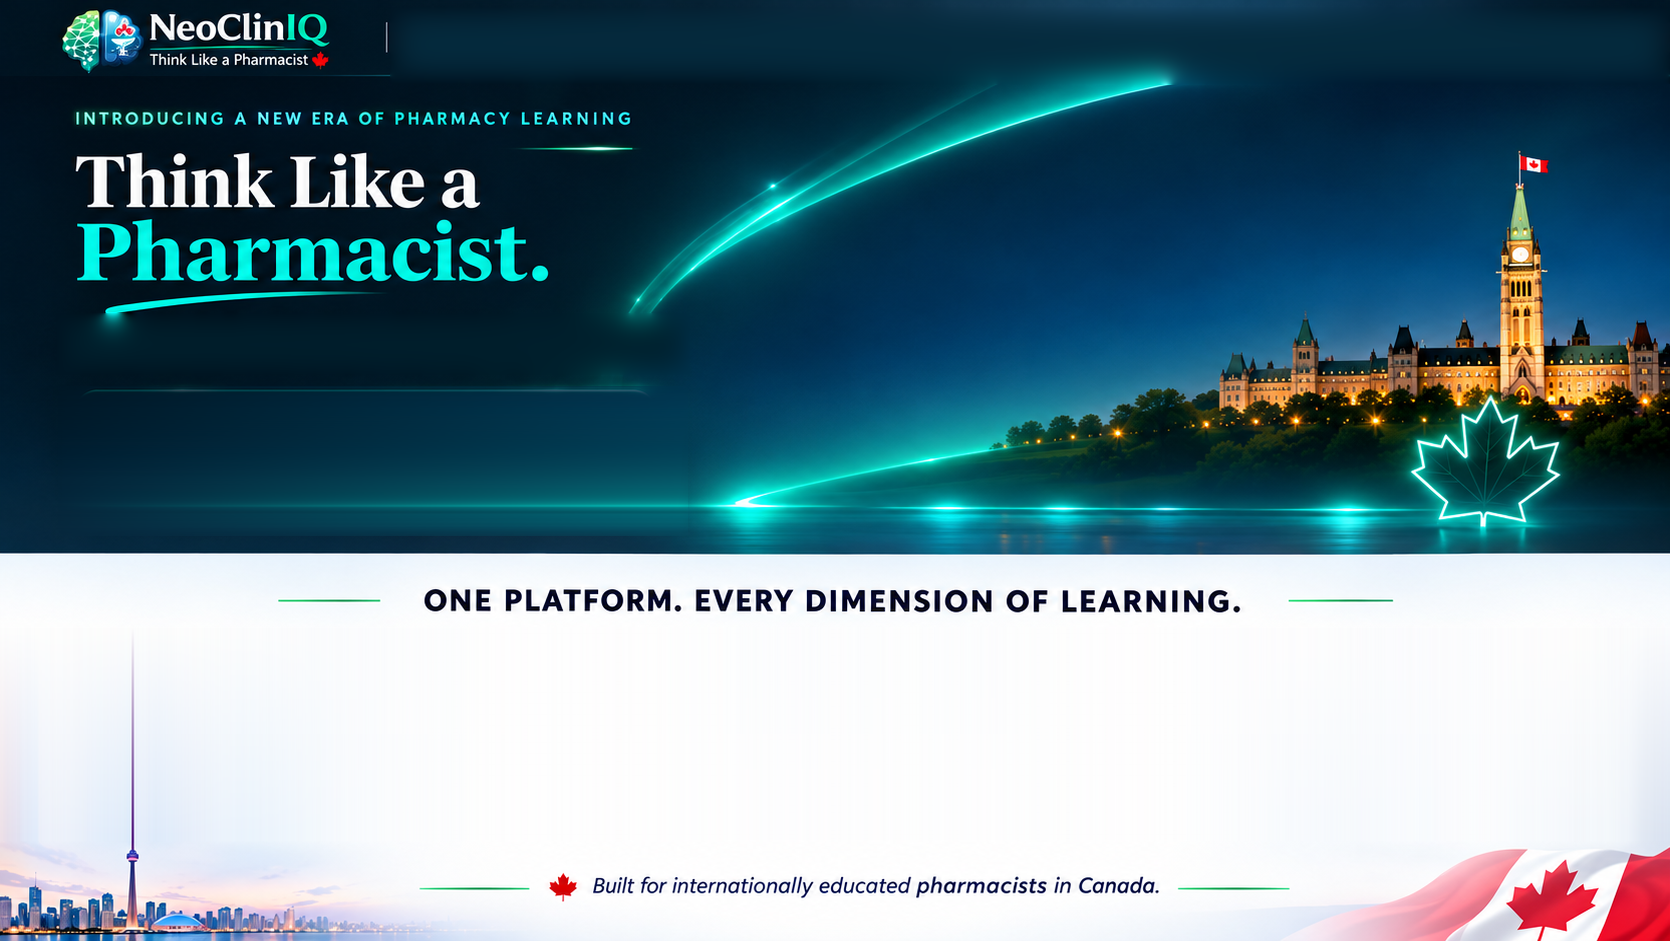 NeoClinIQ
Think Like a Pharmacist
INTRODUCING A NEW ERA OF PHARMACY LEARNING
Think Like a
Pharmacist.
ONE PLATFORM. EVERY DIMENSION OF LEARNING.
Built for internationally educated pharmacists in Canada.